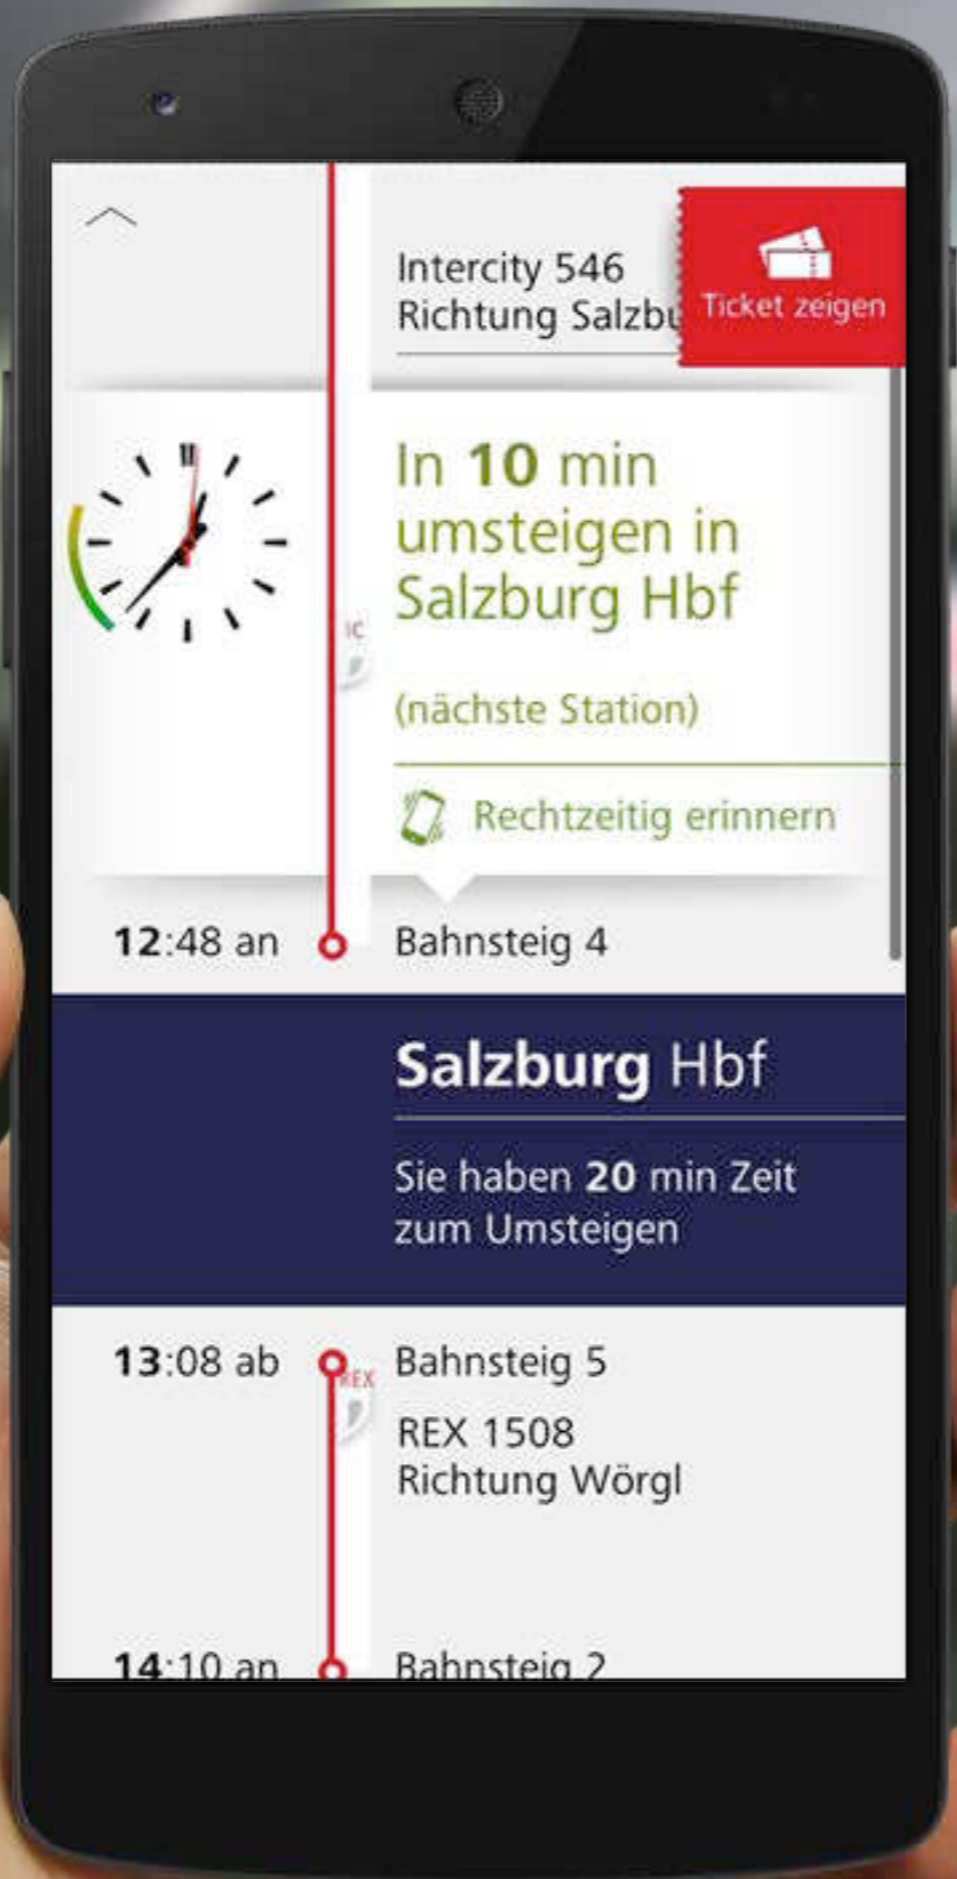 Intercity 546
Richtung Salzbu
Ticket zeigen
In 10 min
umsteigen in
Salzburg Hbf
IC
(nächste Station)
Rechtzeitig erinnern
12:48 an
Bahnsteig 4
Salzburg Hbf
Sie haben 20 min Zeit
zum Umsteigen
13:08 ab
Bahnsteig 5
REX
REX 1508
Richtung Wörgl
14:10 an
Bahnsteig 2